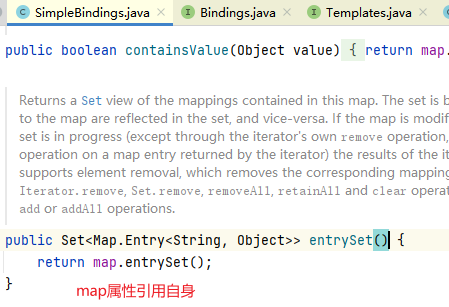 SimpleBindings.java
Bindings.java
Templates.java
public boolean containsValue(Object value) { return map.
Returns a Set view of the mappings contained in this map. The set is b
to the map are reflected in the set, and vice-versa. If the map is modif
set is in progress (except through the iterator's own remove operation,
operation on a map entry returned by the iterator) the results of the ite
supports element removal, which removes the corresponding mapping
Iterator.remove, Set.remove, removeAll, retainAll and clear operat
add or addAll operations.
public Set<Map.Entry<String, Object>> entrySet() {
return map.entrySet();
}
map属性引用自身